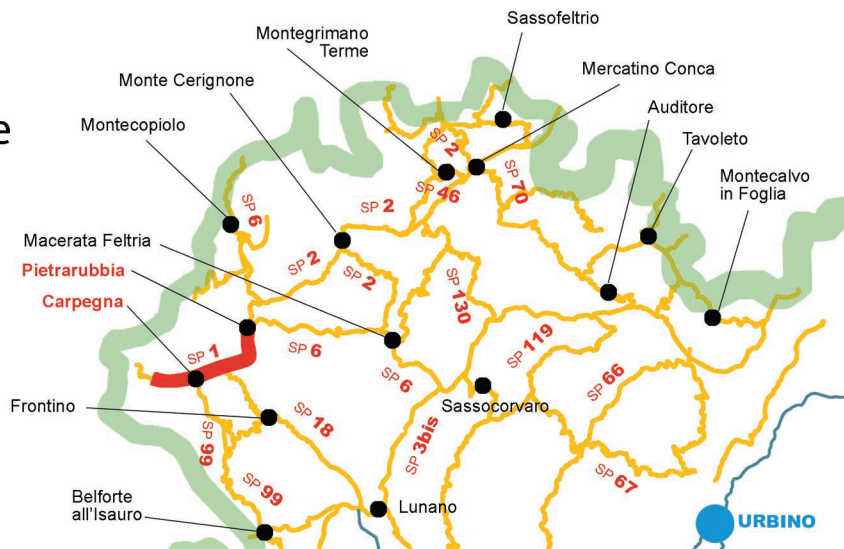 Sassofeltrio
Montegrimano
Terme
Mercatino Conca
Monte Cerignone
Auditore
e
Montecopiolo
Tavoleto
SP 2
Montecalvo
in Foglia
SP 6
SP 46
SP 70
SP 2
Macerata Feltria
SP 2
SP 2
Pietrarubbia
SP 130
Carpegna
SP 1
SP 6
SP 119
SP 6
SP 66
Sassocorvaro
Frontino
SP 18
SP 66
SP 3bis
SP 67
SP 99
Belforte
all'Isauro
Lunano
URBINO